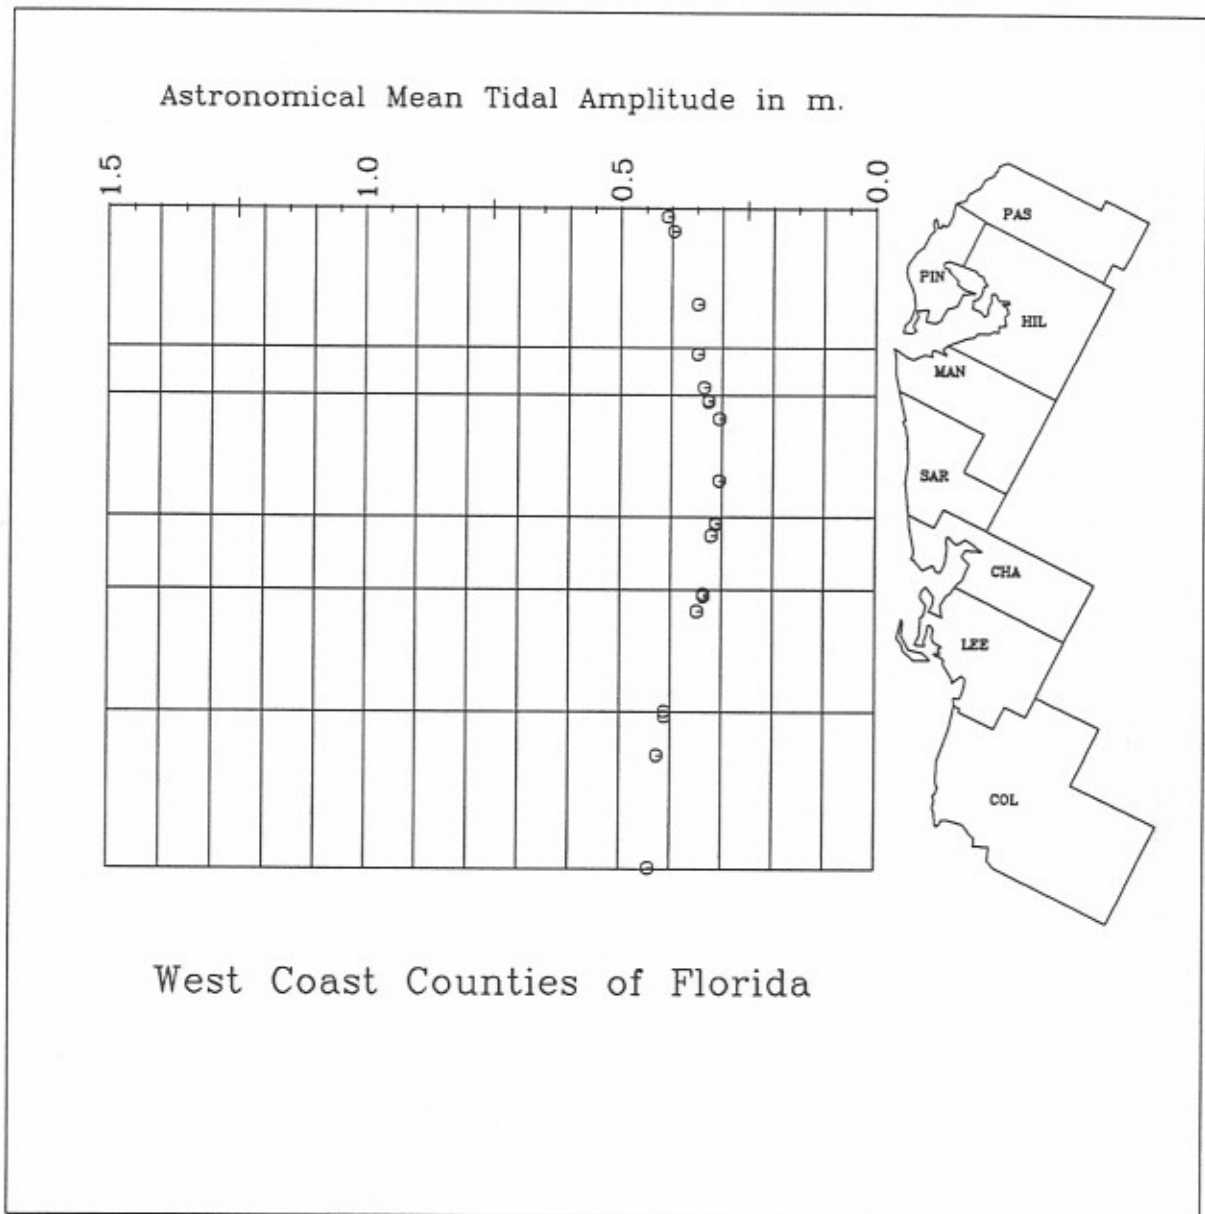 Astronomical Mean Tidal Amplitude in m.
1.5
1.0
0.5
0.0
PAS
PIN
HIL
MAN
SAR
CHA
LEE
COL
West Coast Counties of Florida